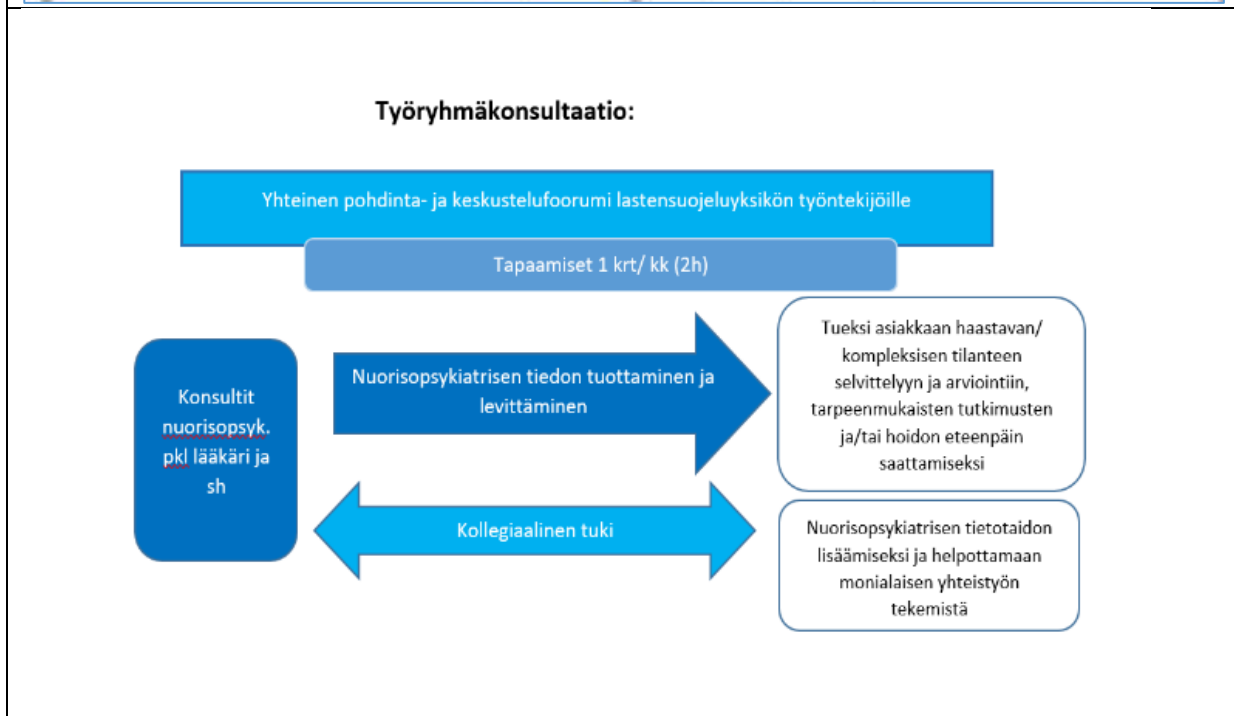 Työryhmäkonsultaatio:
Yhteinen pohdinta- ja keskustelufoorumi lastensuojeluyksikön työntekijöille
Tapaamiset 1 krt/ kk (2h)
Konsultit
nuorisopsyk.
pkl lääkäri ja
sh
Nuorisopsykiatrisen tiedon tuottaminen ja
levittäminen
Tueksi asiakkaan haastavan/
kompleksisen tilanteen
selvittelyyn ja arviointiin,
tarpeenmukaisten tutkimusten
ja/tai hoidon eteenpäin
saattamiseksi
Kollegiaalinen tuki
Nuorisopsykiatrisen tietotaidon
lisäämiseksi ja helpottamaan
monialaisen yhteistyön
tekemistä